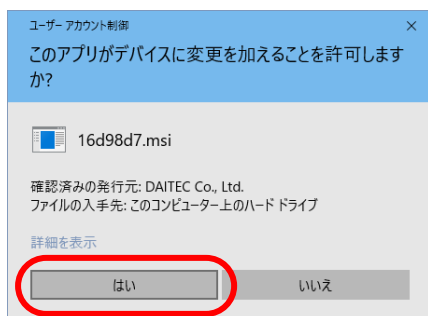 ユーザー アカウント制御
このアプリがデバイスに変更を加えることを許可します
か?
16d98d7.msi
確認済みの発行元: DAITEC Co., Ltd.
ファイルの入手先: このコンピューター上のハード ドライブ
詳細を表示
はい
いいえ